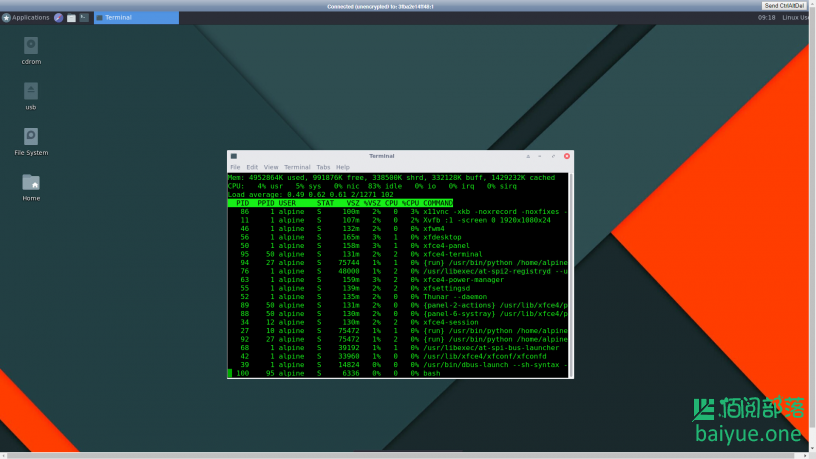 Connected (unencrypted) to: 3fba2e14ff46:1
Send CtrlAltDel
Applications
Terminal
09:18 Linux Us
cdrom
usb
File System
Home
Terminal
File Edit View Terminal Tabs Help
Mem: 4952864K used, 991876K free, 338580K shrd, 332128K buff, 1429232K cached
CPU: 4% usr 5% sys 0% nic 83% idle 0% io 0% irq 0% sirq
Load average: 0.49 0.62 0.61 2/1271 102
PID PPID USER STAT VSZ %VSZ CPU %CPU COMMAND
86 1 alpine S 100m 2% 0 3% x11vnc -xkb -noxrecord -noxfixes -
11 1 alpine S 107m 2% 0 2% Xvfb :1 -screen 0 1920x1080x24
46 1 alpine S 132m 2% 0 0% xfwm4
56 1 alpine S 165m 3% 1 0% xfdesktop
50 1 alpine S 158m 3% 1 0% xfce4-panel
95 50 alpine S 131m 2% 2 0% xfce4-terminal
94 27 alpine S 75744 1% 1 0% {run} /usr/bin/python /home/alpine
76 1 alpine S 48000 1% 2 0% /usr/libexec/at-spi2-registryd --u
63 1 alpine S 159m 3% 2 0% xfce4-power-manager
55 1 alpine S 139m 2% 2 0% xfsettingsd
52 1 alpine S 135m 2% 0 0% Thunar --daemon
89 50 alpine S 131m 2% 0 0% {panel-2-actions} /usr/lib/xfce4/p
88 50 alpine S 130m 2% 0 0% {panel-6-systray} /usr/lib/xfce4/p
34 12 alpine S 130m 2% 2 0% xfce4-session
27 10 alpine S 75472 1% 1 0% {run} /usr/bin/python /home/alpine
92 27 alpine S 75472 1% 2 0% {run} /usr/bin/python /home/alpine
68 1 alpine S 39192 1% 1 0% /usr/libexec/at-spi-bus-launcher
42 1 alpine S 33960 1% 0 0% /usr/lib/xfce4/xfconf/xfconfd
39 1 alpine S 14824 0% 0 0% /usr/bin/dbus-launch --sh-syntax -
100 95 alpine S 6336 0% 0 0% bash
佰阅部落
baiyue.one